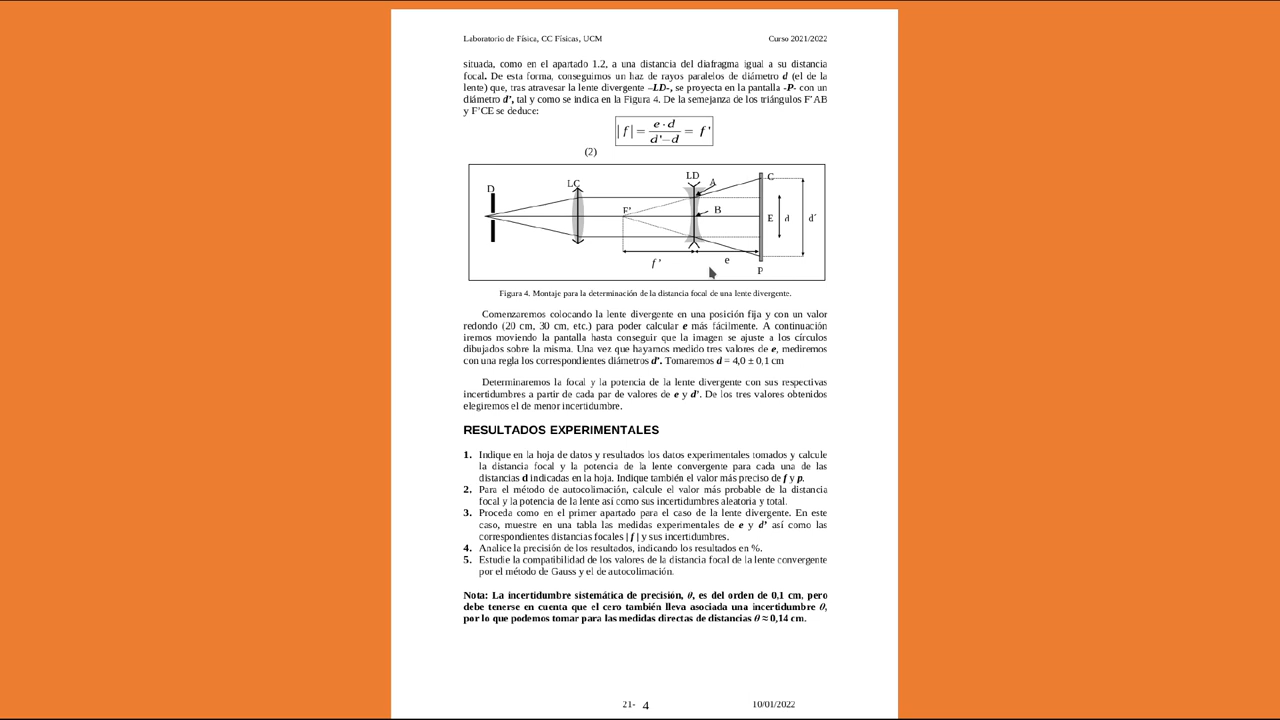 Laboratorio de Física, CC Físicas, UCM Curso 2021/2022
situada, como en el apartado 1.2, a una distancia del diafragma igual a su distancia
focal. De esta forma, conseguimos un haz de rayos paralelos de diámetro d (el de la
lente) que, tras atravesar la lente divergente –LD-, se proyecta en la pantalla -P- con un
diámetro d', tal y como se indica en la Figura 4. De la semejanza de los triángulos F'AB
y F'CE se deduce:
|f| = e·d / d'–d = f'
(2)
D LC LD A C
F' B E d d´
f' e P
Figura 4. Montaje para la determinación de la distancia focal de una lente divergente.
Comenzaremos colocando la lente divergente en una posición fija y con un valor
redondo (20 cm, 30 cm, etc.) para poder calcular e más fácilmente. A continuación
iremos moviendo la pantalla hasta conseguir que la imagen se ajuste a los círculos
dibujados sobre la misma. Una vez que hayamos medido tres valores de e, mediremos
con una regla los correspondientes diámetros d'. Tomaremos d = 4,0 ± 0,1 cm
Determinaremos la focal y la potencia de la lente divergente con sus respectivas
incertidumbres a partir de cada par de valores de e y d'. De los tres valores obtenidos
elegiremos el de menor incertidumbre.
RESULTADOS EXPERIMENTALES
1. Indique en la hoja de datos y resultados los datos experimentales tomados y calcule
la distancia focal y la potencia de la lente convergente para cada una de las
distancias d indicadas en la hoja. Indique también el valor más preciso de f y p.
2. Para el método de autocolimación, calcule el valor más probable de la distancia
focal y la potencia de la lente así como sus incertidumbres aleatoria y total.
3. Proceda como en el primer apartado para el caso de la lente divergente. En este
caso, muestre en una tabla las medidas experimentales de e y d' así como las
correspondientes distancias focales | f | y sus incertidumbres.
4. Analice la precisión de los resultados, indicando los resultados en %.
5. Estudie la compatibilidad de los valores de la distancia focal de la lente convergente
por el método de Gauss y el de autocolimación.
Nota: La incertidumbre sistemática de precisión, θ, es del orden de 0,1 cm, pero
debe tenerse en cuenta que el cero también lleva asociada una incertidumbre θ,
por lo que podemos tomar para las medidas directas de distancias θ ≈ 0,14 cm.
21- 4 10/01/2022